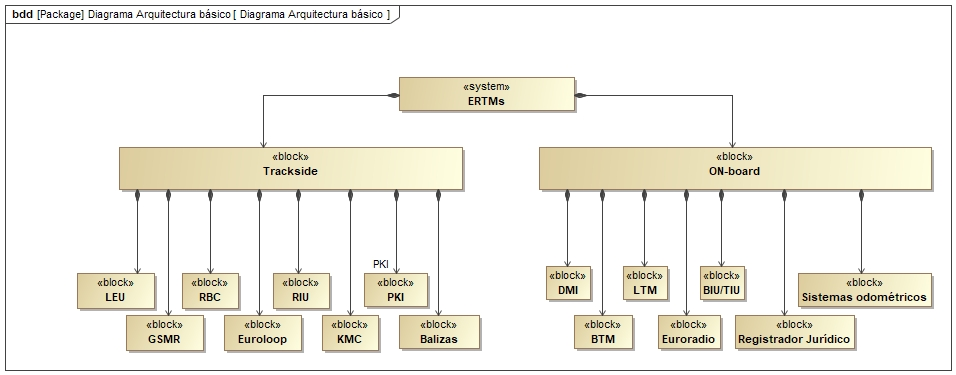 bdd [Package] Diagrama Arquitectura básico [ Diagrama Arquitectura básico ]
«system»
ERTMs
«block»
Trackside
«block»
ON-board
PKI
«block»
LEU
«block»
RBC
«block»
RIU
«block»
PKI
«block»
DMI
«block»
LTM
«block»
BIU/TIU
«block»
Sistemas odométricos
«block»
GSMR
«block»
Euroloop
«block»
KMC
«block»
Balizas
«block»
BTM
«block»
Euroradio
«block»
Registrador Jurídico